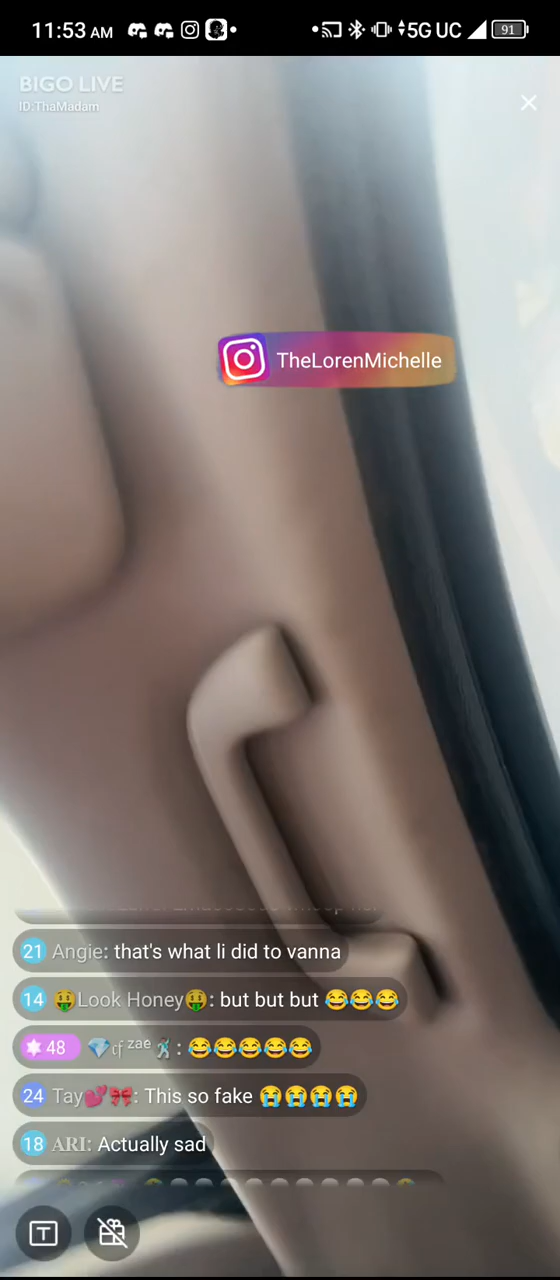 11:53 AM
5G UC
91
BIGO LIVE
ID:ThaMadam
TheLorenMichelle
21 Angie: that's what li did to vanna
14 🤑Look Honey🤑: but but but 😂😂😂
48 💎cf zae🕺🏻: 😂😂😂😂😂
24 Tay💕🎀: This so fake 😭😭😭😭
18 ARI: Actually sad
T